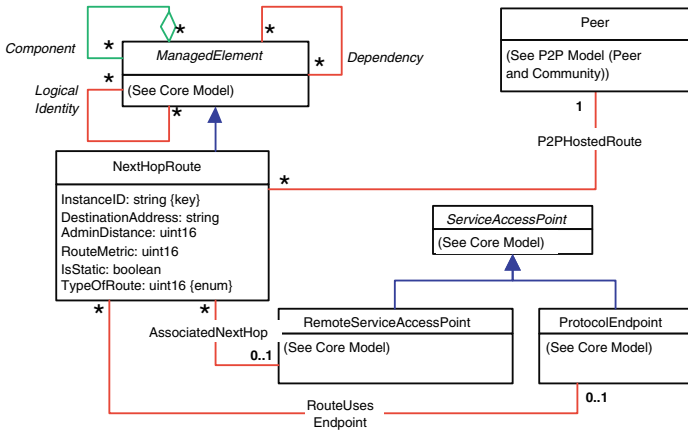 Component
*
*
*
*
ManagedElement
(See Core Model)
Dependency
Logical
Identity
*
*
Peer
(See P2P Model (Peer
and Community))
1
P2PHostedRoute
*
NextHopRoute
InstanceID: string {key}
DestinationAddress: string
AdminDistance: uint16
RouteMetric: uint16
IsStatic: boolean
TypeOfRoute: uint16 {enum}
ServiceAccessPoint
(See Core Model)
*
*
AssociatedNextHop
0..1
RemoteServiceAccessPoint
(See Core Model)
ProtocolEndpoint
(See Core Model)
0..1
RouteUses
Endpoint